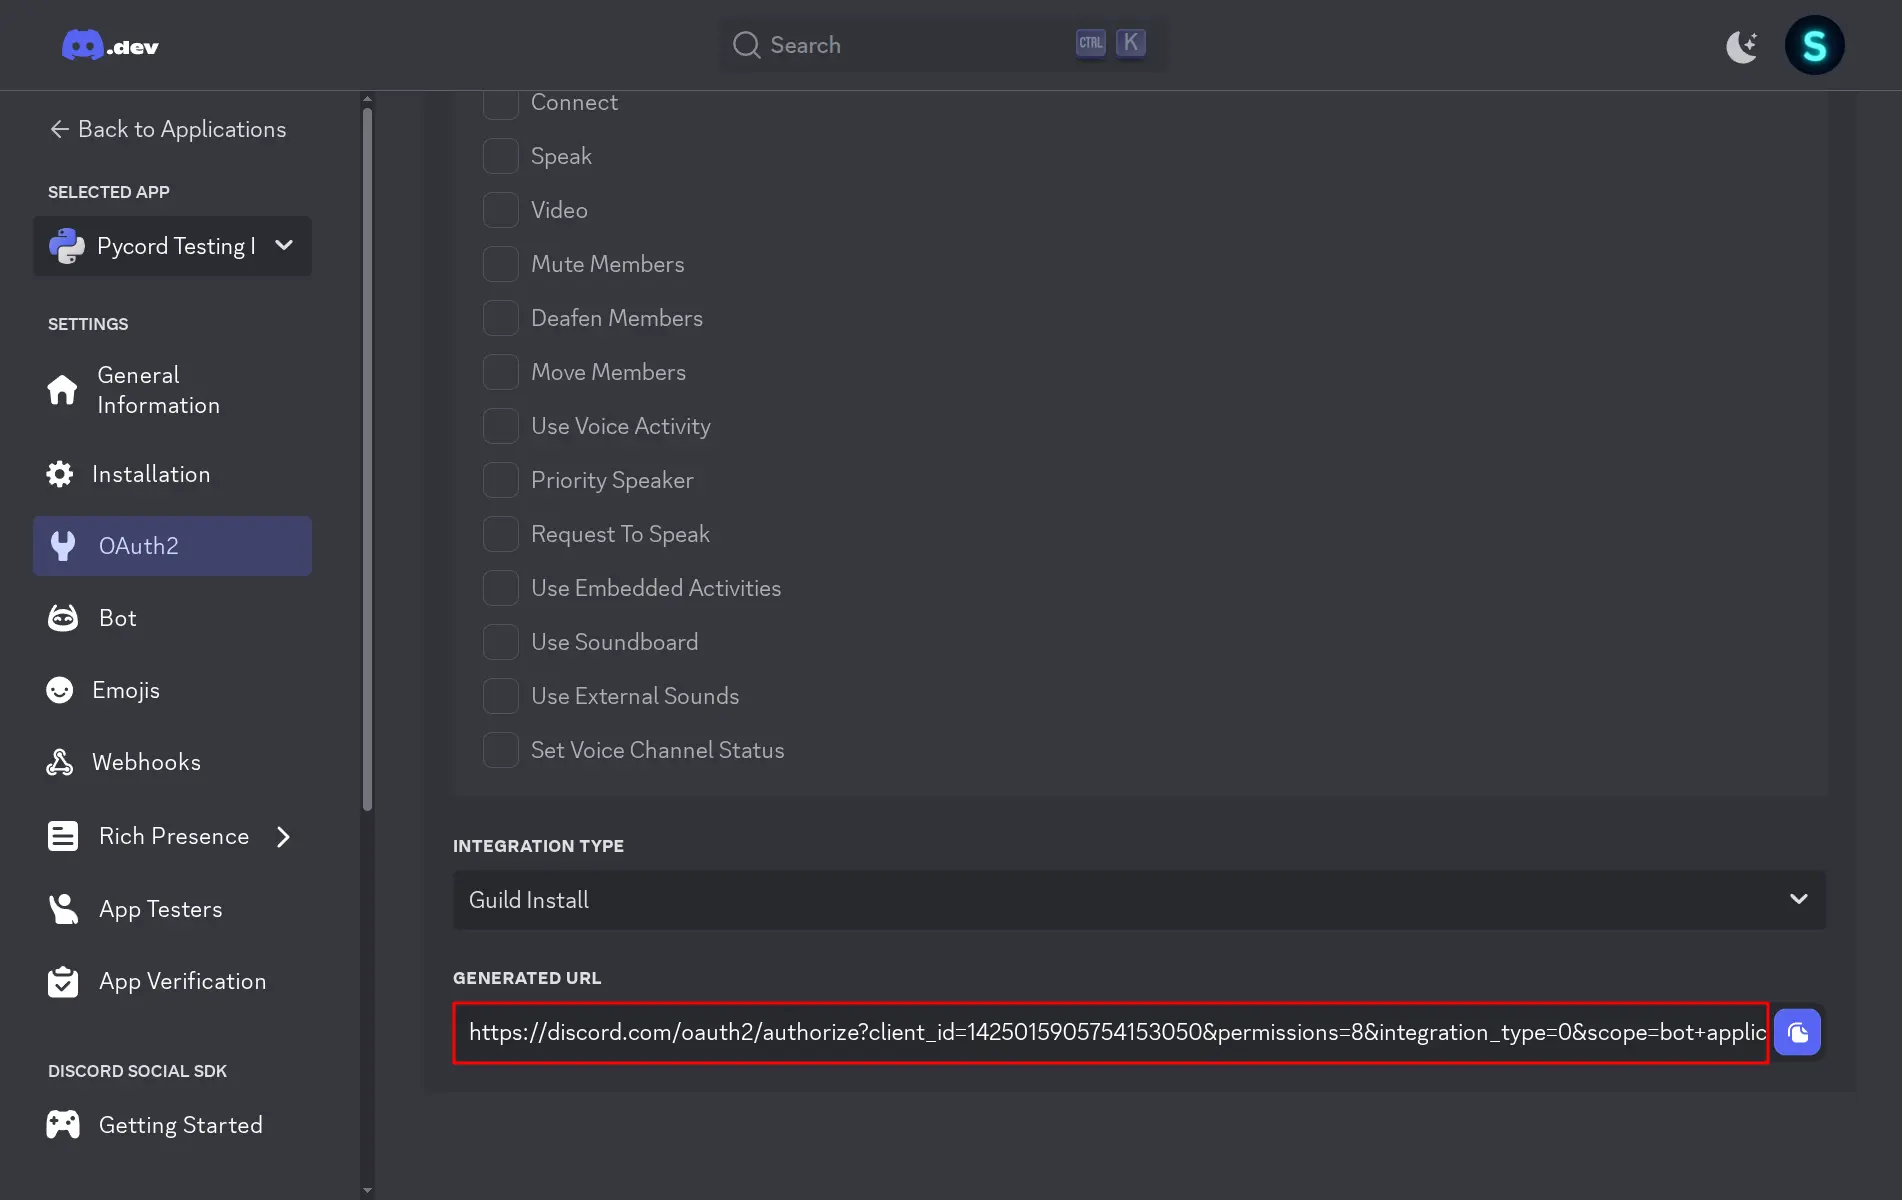 .dev
Search
CTRL
K
Back to Applications
SELECTED APP
Pycord Testing
SETTINGS
General
Information
Installation
OAuth2
Bot
Emojis
Webhooks
Rich Presence
App Testers
App Verification
DISCORD SOCIAL SDK
Getting Started
Connect
Speak
Video
Mute Members
Deafen Members
Move Members
Use Voice Activity
Priority Speaker
Request To Speak
Use Embedded Activities
Use Soundboard
Use External Sounds
Set Voice Channel Status
INTEGRATION TYPE
Guild Install
GENERATED URL
https://discord.com/oauth2/authorize?client_id=1425015905754153050&permissions=8&integration_type=0&scope=bot+applic
S